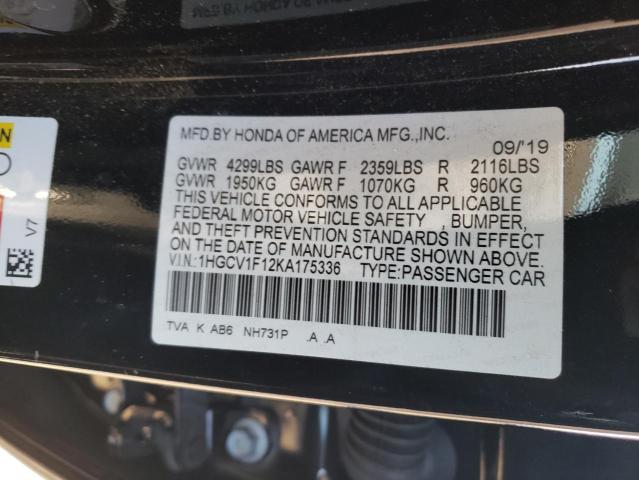 MFD.BY HONDA OF AMERICA MFG.,INC.
09/'19
GVWR 4299LBS GAWR F 2359LBS R 2116LBS
GVWR 1950KG GAWR F 1070KG R 960KG
THIS VEHICLE CONFORMS TO ALL APPLICABLE
FEDERAL MOTOR VEHICLE SAFETY , BUMPER,
AND THEFT PREVENTION STANDARDS IN EFFECT
ON THE DATE OF MANUFACTURE SHOWN ABOVE.
V.I.N.:1HGCV1F12KA175336 TYPE:PASSENGER CAR
TVA K AB6 NH731P .A .A
V7